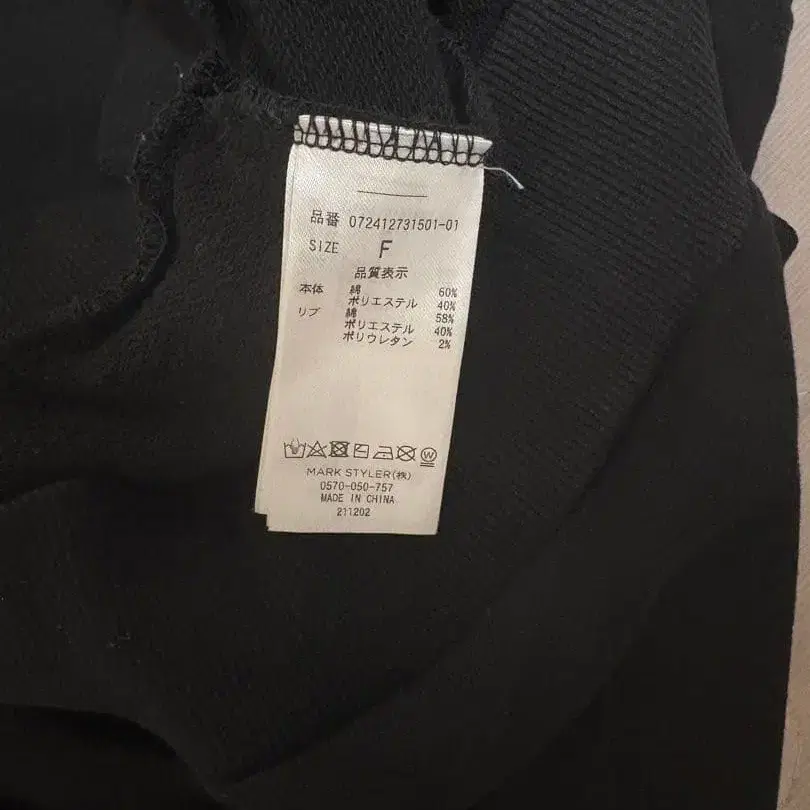 品番 072412731501-01
SIZE F
品質表示
本体 綿 60%
ポリエステル 40%
リブ 綿 58%
ポリエステル 40%
ポリウレタン 2%
W
MARK STYLER(株)
0570-050-757
MADE IN CHINA
211202